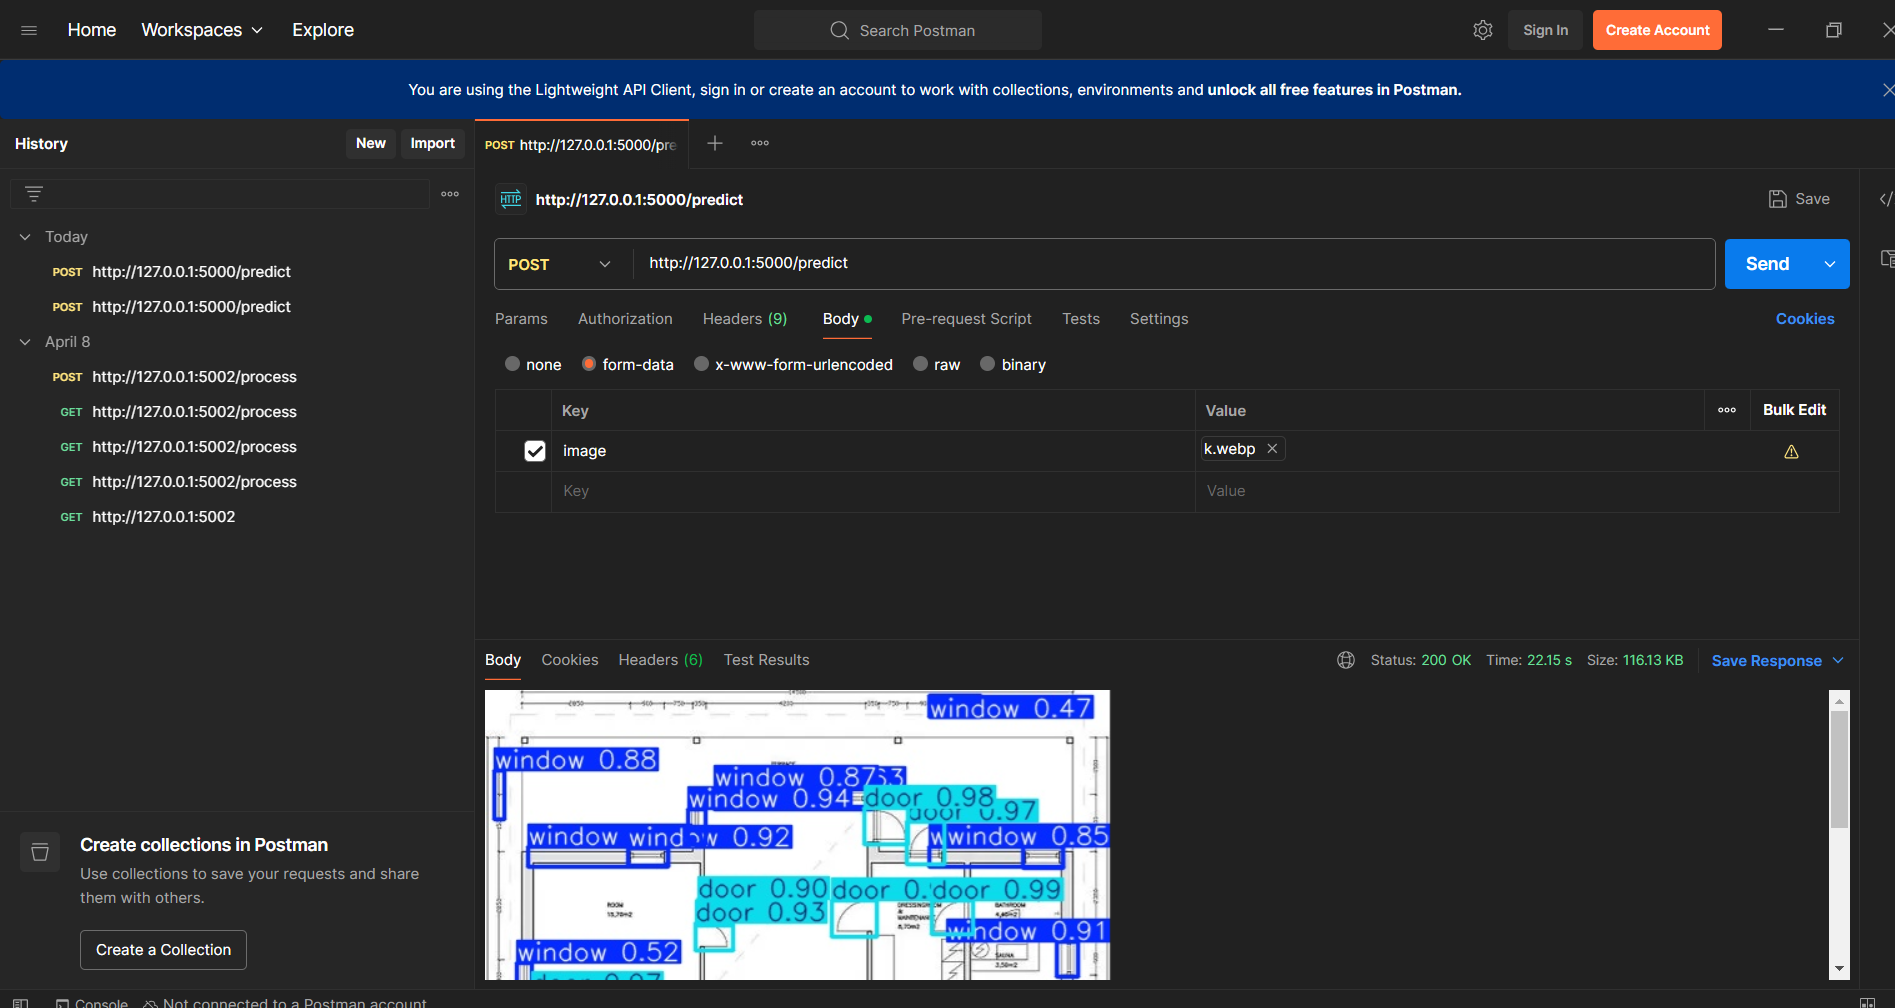 Home
Workspaces
Explore
Search Postman
Sign In
Create Account
You are using the Lightweight API Client, sign in or create an account to work with collections, environments and unlock all free features in Postman.
History
New
Import
POST http://127.0.0.1:5000/pre
HTTP
http://127.0.0.1:5000/predict
Save
Today
POST http://127.0.0.1:5000/predict
POST http://127.0.0.1:5000/predict
April 8
POST http://127.0.0.1:5002/process
GET http://127.0.0.1:5002/process
GET http://127.0.0.1:5002/process
GET http://127.0.0.1:5002/process
GET http://127.0.0.1:5002
Create collections in Postman
Use collections to save your requests and share
them with others.
Create a Collection
POST
http://127.0.0.1:5000/predict
Send
Params
Authorization
Headers (9)
Body
Pre-request Script
Tests
Settings
Cookies
none
form-data
x-www-form-urlencoded
raw
binary
Key
Value
Bulk Edit
image
k.webp
Key
Value
Body
Cookies
Headers (6)
Test Results
Status: 200 OK
Time: 22.15 s
Size: 116.13 KB
Save Response
window 0.47
window 0.88
window 0.87
window 0.94
door 0.98
door 0.97
window
window 0.92
window 0.85
door 0.90
door 0.
door 0.99
door 0.93
ROOM
15,70m2
BATHROOM
window 0.91
SAUNA
window 0.52
Console
Not connected to a Postman account